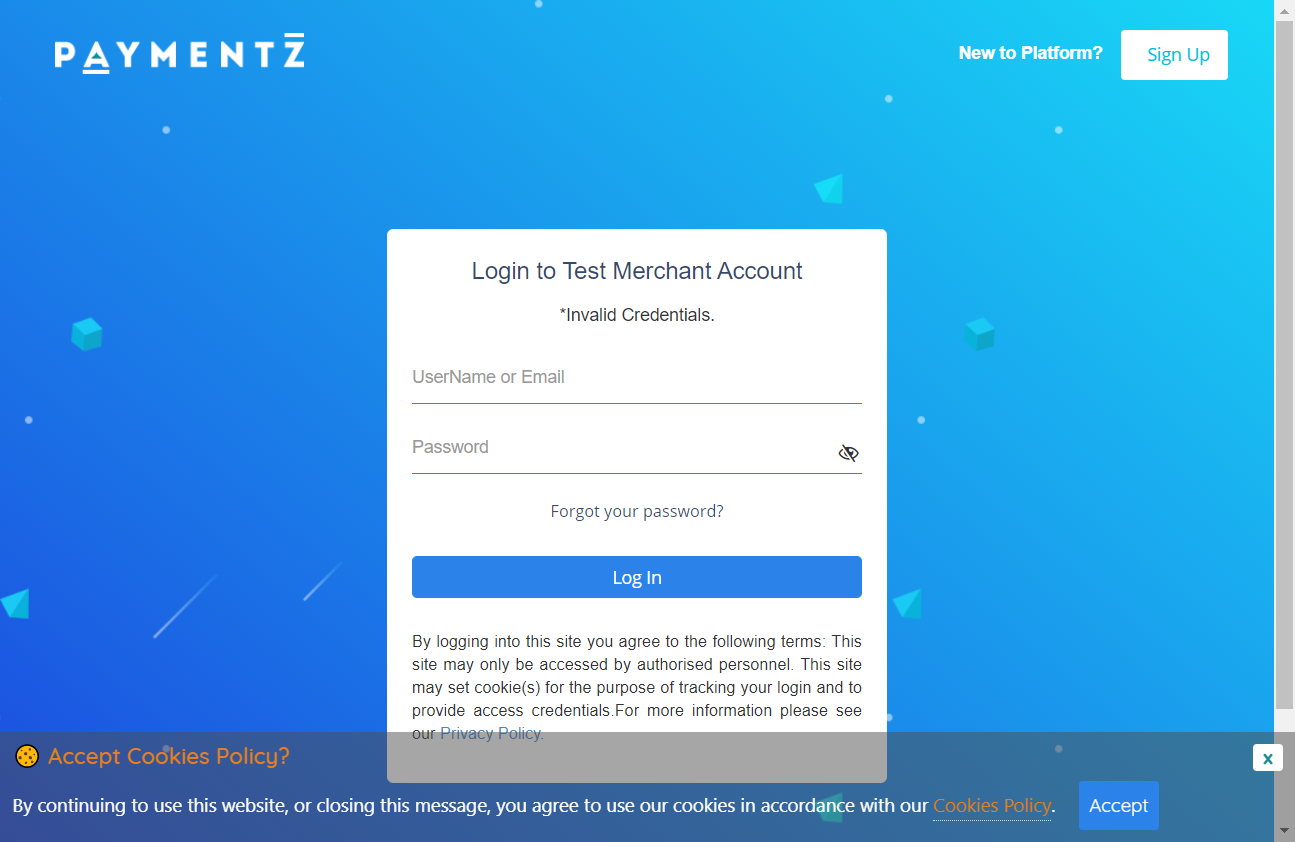 PAYMENTZ
New to Platform?
Sign Up
Login to Test Merchant Account
*Invalid Credentials.
UserName or Email
Password
Forgot your password?
Log In
By logging into this site you agree to the following terms: This
site may only be accessed by authorised personnel. This site
may set cookie(s) for the purpose of tracking your login and to
provide access credentials.For more information please see
our Privacy Policy.
Accept Cookies Policy?
x
By continuing to use this website, or closing this message, you agree to use our cookies in accordance with our Cookies Policy.
Accept